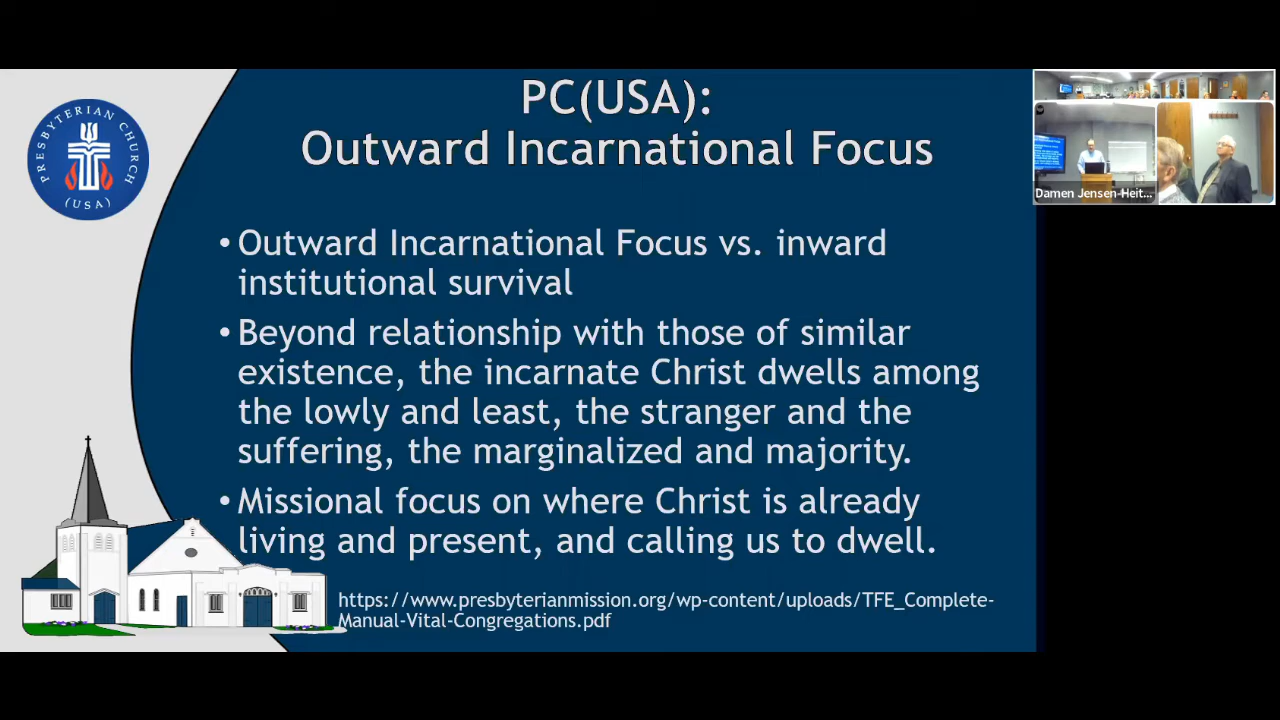 PC(USA):
Outward Incarnational Focus
PRESBYTERIAN CHURCH
(USA)
• Outward Incarnational Focus vs. inward
institutional survival
• Beyond relationship with those of similar
existence, the incarnate Christ dwells among
the lowly and least, the stranger and the
suffering, the marginalized and majority.
• Missional focus on where Christ is already
living and present, and calling us to dwell.
https://www.presbyterianmission.org/wp-content/uploads/TFE_Complete-
Manual-Vital-Congregations.pdf
Damen Jensen-Heit...